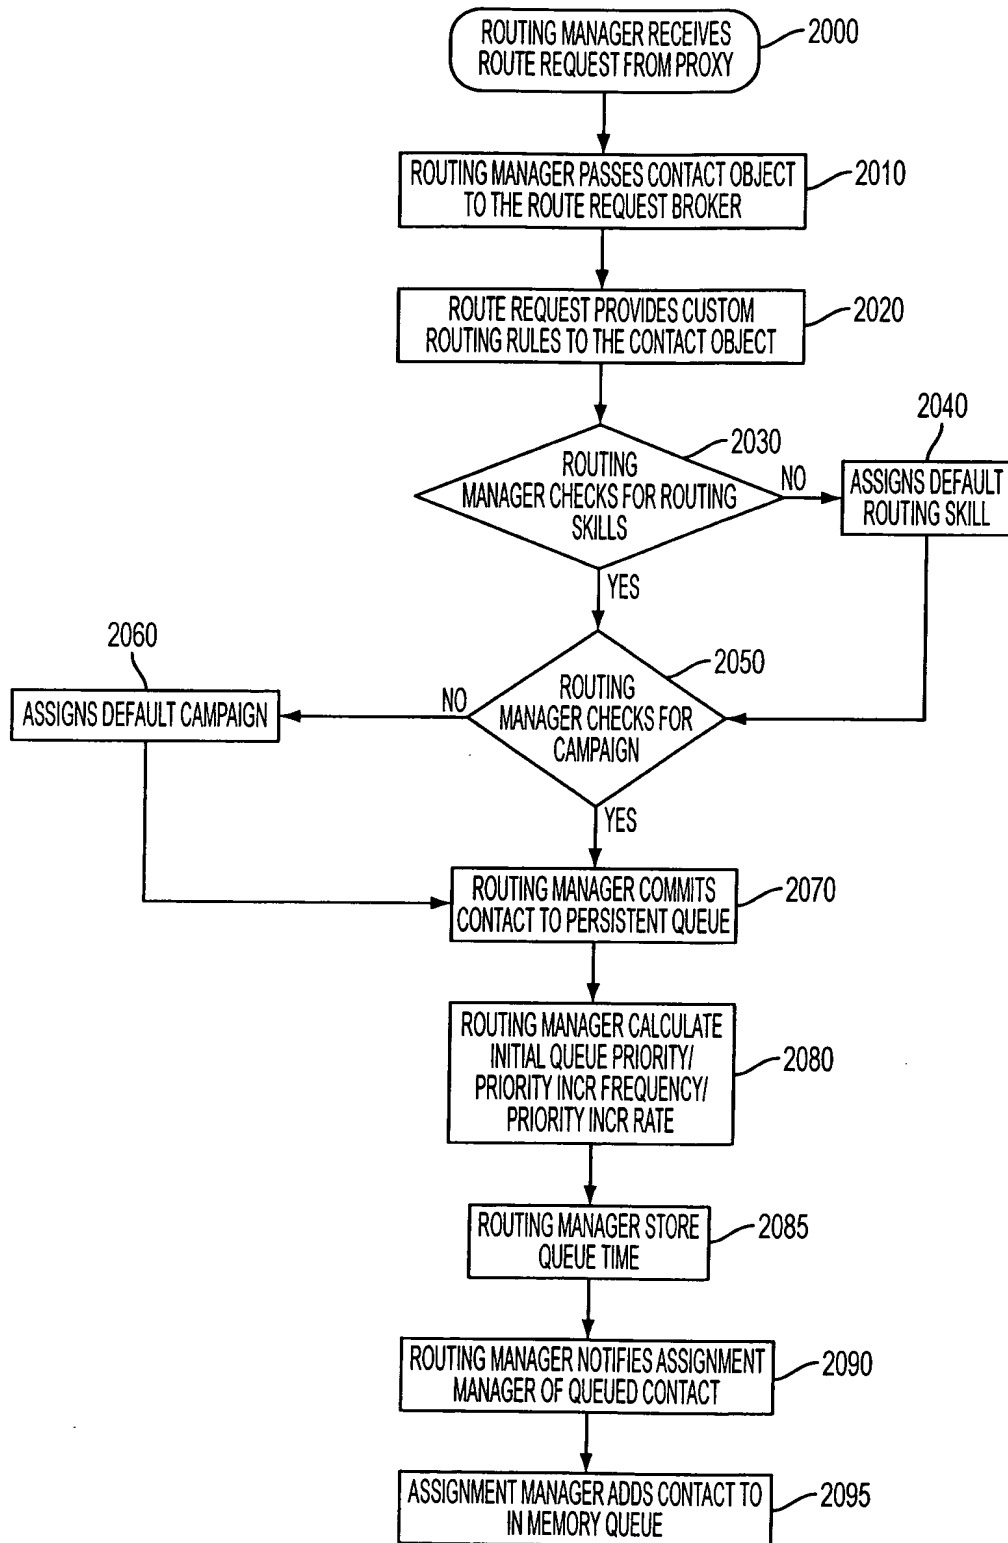 ROUTING MANAGER RECEIVES
ROUTE REQUEST FROM PROXY
2000
ROUTING MANAGER PASSES CONTACT OBJECT
TO THE ROUTE REQUEST BROKER
2010
ROUTE REQUEST PROVIDES CUSTOM
ROUTING RULES TO THE CONTACT OBJECT
2020
ROUTING
MANAGER CHECKS FOR ROUTING
SKILLS
2030
NO
2040
ASSIGNS DEFAULT
ROUTING SKILL
YES
ROUTING
MANAGER CHECKS FOR
CAMPAIGN
2050
NO
2060
ASSIGNS DEFAULT CAMPAIGN
YES
ROUTING MANAGER COMMITS
CONTACT TO PERSISTENT QUEUE
2070
ROUTING MANAGER CALCULATE
INITIAL QUEUE PRIORITY/
PRIORITY INCR FREQUENCY/
PRIORITY INCR RATE
2080
ROUTING MANAGER STORE
QUEUE TIME
2085
ROUTING MANAGER NOTIFIES ASSIGNMENT
MANAGER OF QUEUED CONTACT
2090
ASSIGNMENT MANAGER ADDS CONTACT TO
IN MEMORY QUEUE
2095